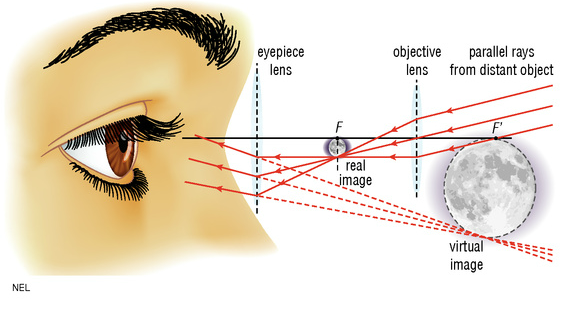 eyepiece
lens
objective
lens
parallel rays
from distant object
F
F'
real
image
virtual
image
NEL